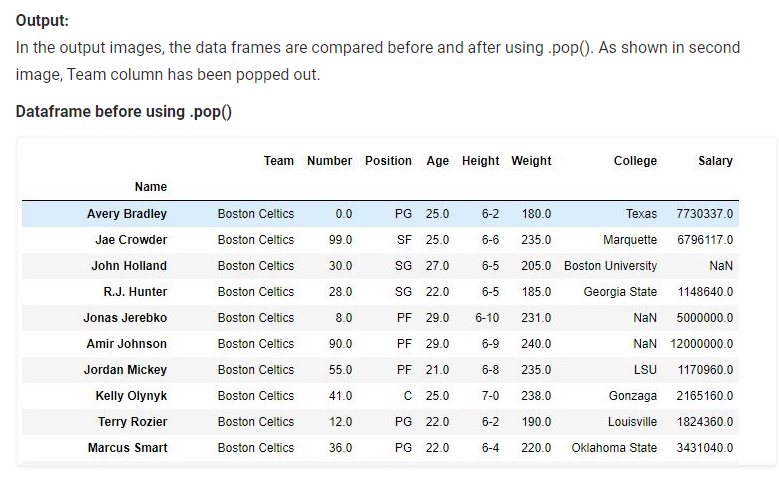 Output:
In the output images, the data frames are compared before and after using .pop(). As shown in second
image, Team column has been popped out.
Dataframe before using .pop()
Team Number Position Age Height Weight College Salary
Name
Avery Bradley Boston Celtics 0.0 PG 25.0 6-2 180.0 Texas 7730337.0
Jae Crowder Boston Celtics 99.0 SF 25.0 6-6 235.0 Marquette 6796117.0
John Holland Boston Celtics 30.0 SG 27.0 6-5 205.0 Boston University NaN
R.J. Hunter Boston Celtics 28.0 SG 22.0 6-5 185.0 Georgia State 1148640.0
Jonas Jerebko Boston Celtics 8.0 PF 29.0 6-10 231.0 NaN 5000000.0
Amir Johnson Boston Celtics 90.0 PF 29.0 6-9 240.0 NaN 12000000.0
Jordan Mickey Boston Celtics 55.0 PF 21.0 6-8 235.0 LSU 1170960.0
Kelly Olynyk Boston Celtics 41.0 C 25.0 7-0 238.0 Gonzaga 2165160.0
Terry Rozier Boston Celtics 12.0 PG 22.0 6-2 190.0 Louisville 1824360.0
Marcus Smart Boston Celtics 36.0 PG 22.0 6-4 220.0 Oklahoma State 3431040.0